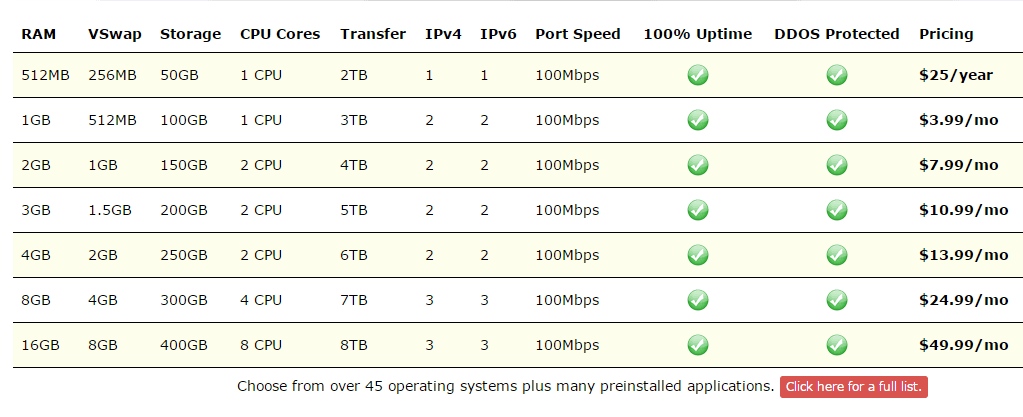 RAM VSwap Storage CPU Cores Transfer IPv4 IPv6 Port Speed 100% Uptime DDOS Protected Pricing
512MB 256MB 50GB 1 CPU 2TB 1 1 100Mbps $25/year
1GB 512MB 100GB 1 CPU 3TB 2 2 100Mbps $3.99/mo
2GB 1GB 150GB 2 CPU 4TB 2 2 100Mbps $7.99/mo
3GB 1.5GB 200GB 2 CPU 5TB 2 2 100Mbps $10.99/mo
4GB 2GB 250GB 2 CPU 6TB 2 2 100Mbps $13.99/mo
8GB 4GB 300GB 4 CPU 7TB 3 3 100Mbps $24.99/mo
16GB 8GB 400GB 8 CPU 8TB 3 3 100Mbps $49.99/mo
Choose from over 45 operating systems plus many preinstalled applications. Click here for a full list.